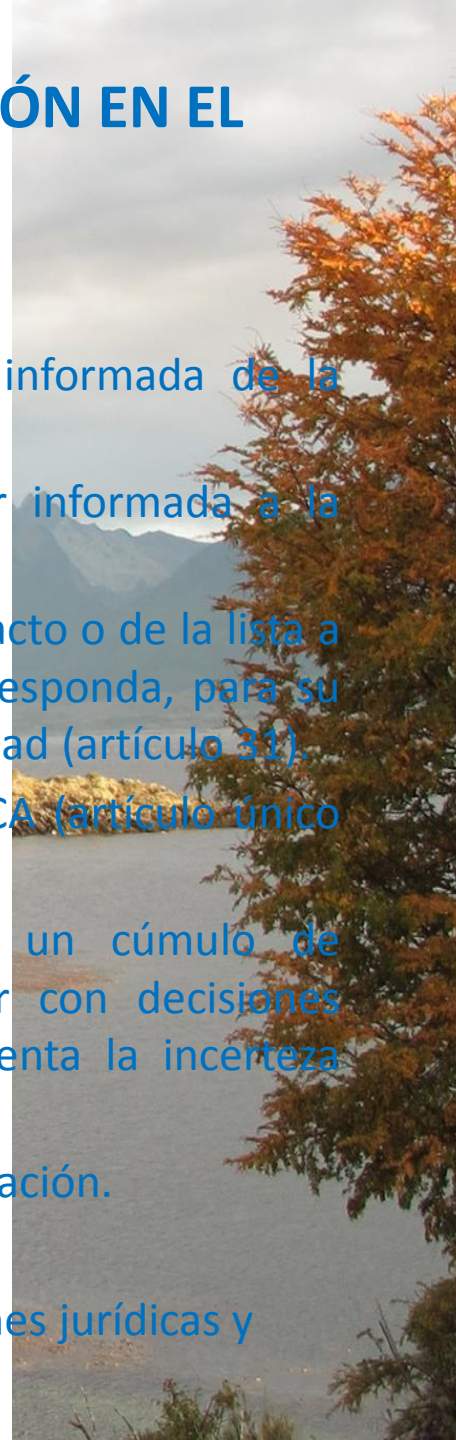 ÓN EN EL
informada de la
r informada a la
acto o de la lista a
esponda, para su
ad (artículo 31).
CA (artículo único
un cúmulo de
r con decisiones
enta la incerteza
ación.
nes jurídicas y